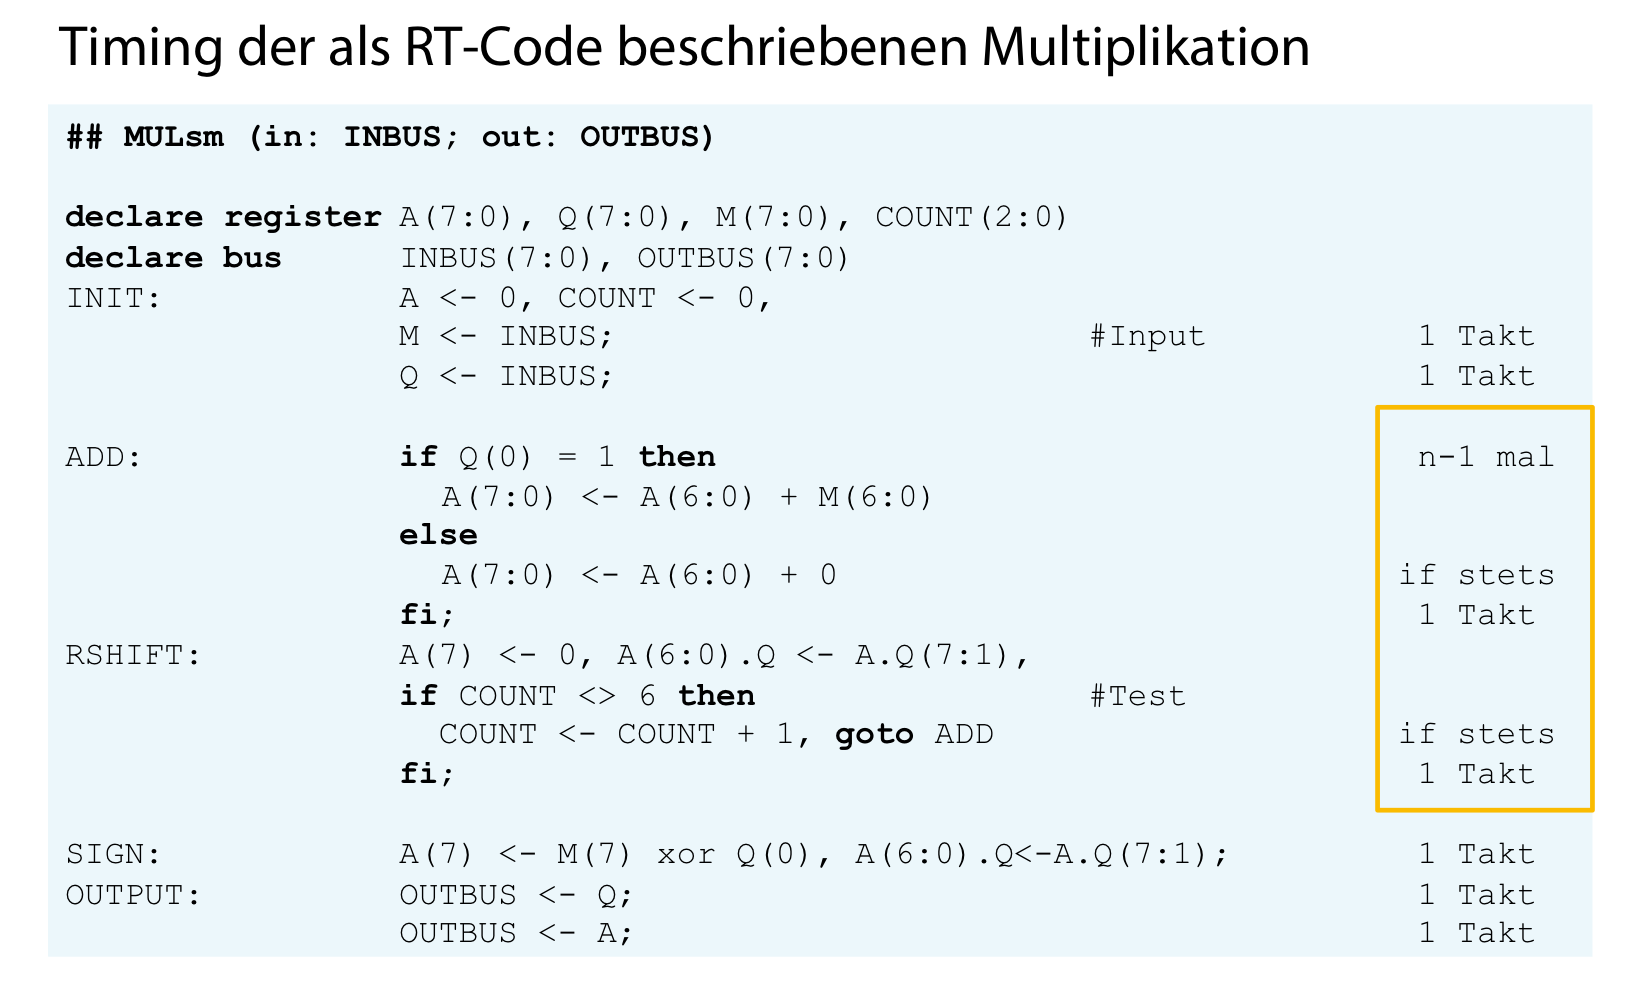 Timing der als RT-Code beschriebenen Multiplikation
## MULsm (in: INBUS; out: OUTBUS)
declare register A(7:0), Q(7:0), M(7:0), COUNT(2:0)
declare bus INBUS(7:0), OUTBUS(7:0)
INIT: A <- 0, COUNT <- 0,
M <- INBUS; #Input 1 Takt
Q <- INBUS; 1 Takt
ADD: if Q(0) = 1 then n-1 mal
A(7:0) <- A(6:0) + M(6:0)
else
A(7:0) <- A(6:0) + 0 if stets
fi; 1 Takt
RSHIFT: A(7) <- 0, A(6:0).Q <- A.Q(7:1),
if COUNT <> 6 then #Test
COUNT <- COUNT + 1, goto ADD if stets
fi; 1 Takt
SIGN: A(7) <- M(7) xor Q(0), A(6:0).Q<-A.Q(7:1); 1 Takt
OUTPUT: OUTBUS <- Q; 1 Takt
OUTBUS <- A; 1 Takt